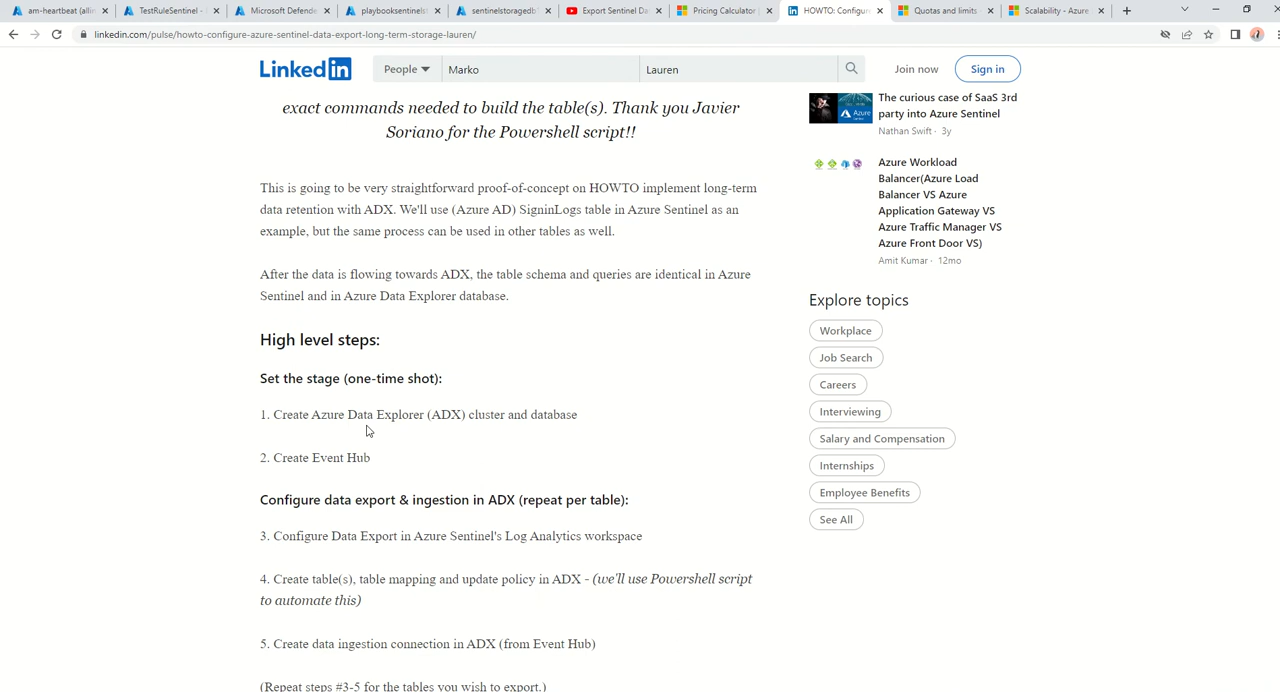 am-heartbeat (allin
TestRuleSentinel -
Microsoft Defende
playbooksentinels
sentinelstoragedb
Export Sentinel Da
Pricing Calculator |
HOWTO: Configur
Quotas and limits
Scalability - Azure
linkedin.com/pulse/howto-configure-azure-sentinel-data-export-long-term-storage-lauren/
Linked in
People
Marko
Lauren
Join now
Sign in
exact commands needed to build the table(s). Thank you Javier
Soriano for the Powershell script!!
This is going to be very straightforward proof-of-concept on HOWTO implement long-term
data retention with ADX. We'll use (Azure AD) SigninLogs table in Azure Sentinel as an
example, but the same process can be used in other tables as well.
After the data is flowing towards ADX, the table schema and queries are identical in Azure
Sentinel and in Azure Data Explorer database.
High level steps:
Set the stage (one-time shot):
1. Create Azure Data Explorer (ADX) cluster and database
2. Create Event Hub
Configure data export & ingestion in ADX (repeat per table):
3. Configure Data Export in Azure Sentinel's Log Analytics workspace
4. Create table(s), table mapping and update policy in ADX - (we'll use Powershell script
to automate this)
5. Create data ingestion connection in ADX (from Event Hub)
(Repeat steps #3-5 for the tables you wish to export.)
Azure
The curious case of SaaS 3rd
party into Azure Sentinel
Nathan Swift · 3y
Azure Workload
Balancer(Azure Load
Balancer VS Azure
Application Gateway VS
Azure Traffic Manager VS
Azure Front Door VS)
Amit Kumar · 12mo
Explore topics
Workplace
Job Search
Careers
Interviewing
Salary and Compensation
Internships
Employee Benefits
See All